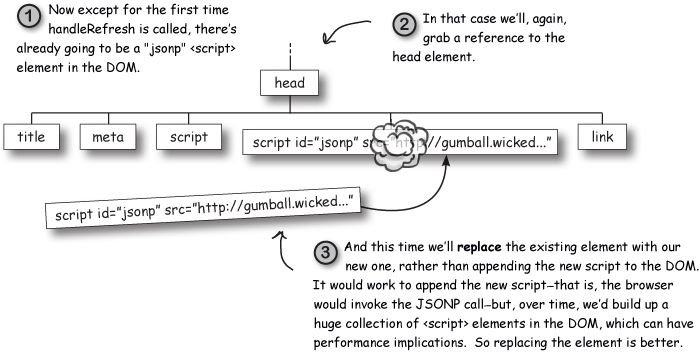 1 Now except for the first time
handleRefresh is called, there's
already going to be a "jsonp" <script>
element in the DOM.
2 In that case we'll, again,
grab a reference to the
head element.
head
title
meta
script
script id="jsonp" src="http://gumball.wicked..."
link
script id="jsonp" src="http://gumball.wicked..."
3 And this time we'll replace the existing element with our
new one, rather than appending the new script to the DOM.
It would work to append the new script–that is, the browser
would invoke the JSONP call–but, over time, we'd build up a
huge collection of <script> elements in the DOM, which can have
performance implications. So replacing the element is better.